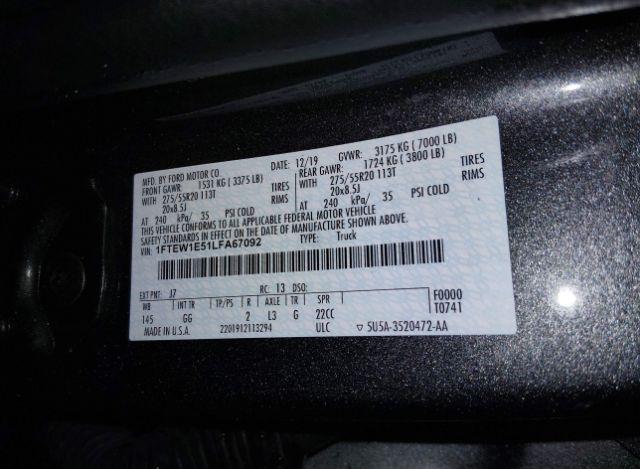 MFD. BY FORD MOTOR CO. DATE: 12/19 GVWR: 3175 KG ( 7000 LB)
FRONT GAWR: 1531 KG ( 3375 LB) REAR GAWR: 1724 KG ( 3800 LB)
WITH 275/55R20 113T TIRES WITH 275/55R20 113T TIRES
20x8.5J RIMS 20x8.5J RIMS
AT 240 kPa/ 35 PSI COLD AT 240 kPa/ 35 PSI COLD
THIS VEHICLE CONFORMS TO ALL APPLICABLE FEDERAL MOTOR VEHICLE
SAFETY STANDARDS IN EFFECT ON THE DATE OF MANUFACTURE SHOWN ABOVE.
VIN: 1FTEW1E51LFA67092 TYPE: Truck
EXT PNT: J7 RC: 13 DSO: F0000
WB INT TR TP/PS R AXLE TR SPR T0741
145 GG 2 L3 G 22CC
MADE IN U.S.A. 2201912113294 ULC ▽ 5U5A-3520472-AA